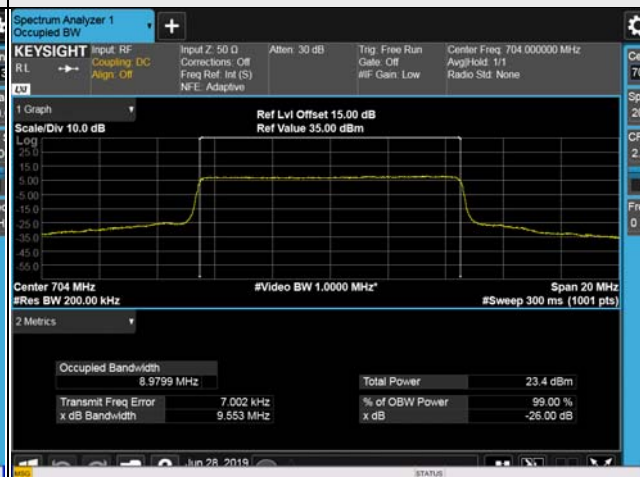 Spectrum Analyzer 1
Occupied BW
+
KEYSIGHT
RL
LXI
Input: RF
Coupling: DC
Align: Off
Input Z: 50 Ω
Corrections: Off
Freq Ref: Int (S)
NFE: Adaptive
Atten: 30 dB
Trig: Free Run
Gate: Off
#IF Gain: Low
Center Freq: 704.000000 MHz
Avg|Hold: 1/1
Radio Std: None
1 Graph
Scale/Div 10.0 dB
Ref Lvl Offset 15.00 dB
Ref Value 35.00 dBm
Log
25.0
15.0
5.00
-5.00
-15.0
-25.0
-35.0
-45.0
-55.0
Center 704 MHz
#Video BW 1.0000 MHz*
Span 20 MHz
#Res BW 200.00 kHz
#Sweep 300 ms (1001 pts)
2 Metrics
Occupied Bandwidth
8.9799 MHz
Total Power 23.4 dBm
Transmit Freq Error 7.002 kHz
% of OBW Power 99.00 %
x dB Bandwidth 9.553 MHz
x dB -26.00 dB
Jun 28, 2019
MSG
STATUS